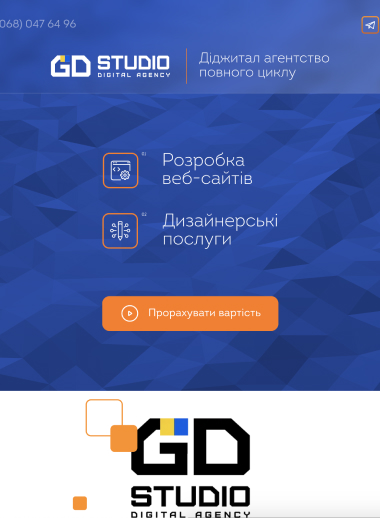 068) 047 64 96
GD STUDIO
DIGITAL AGENCY
Діджитал агентство
повного циклу
01
Розробка
веб-сайтів
02
Дизайнерські
послуги
Прорахувати вартість
GD
STUDIO
DIGITAL AGENCY